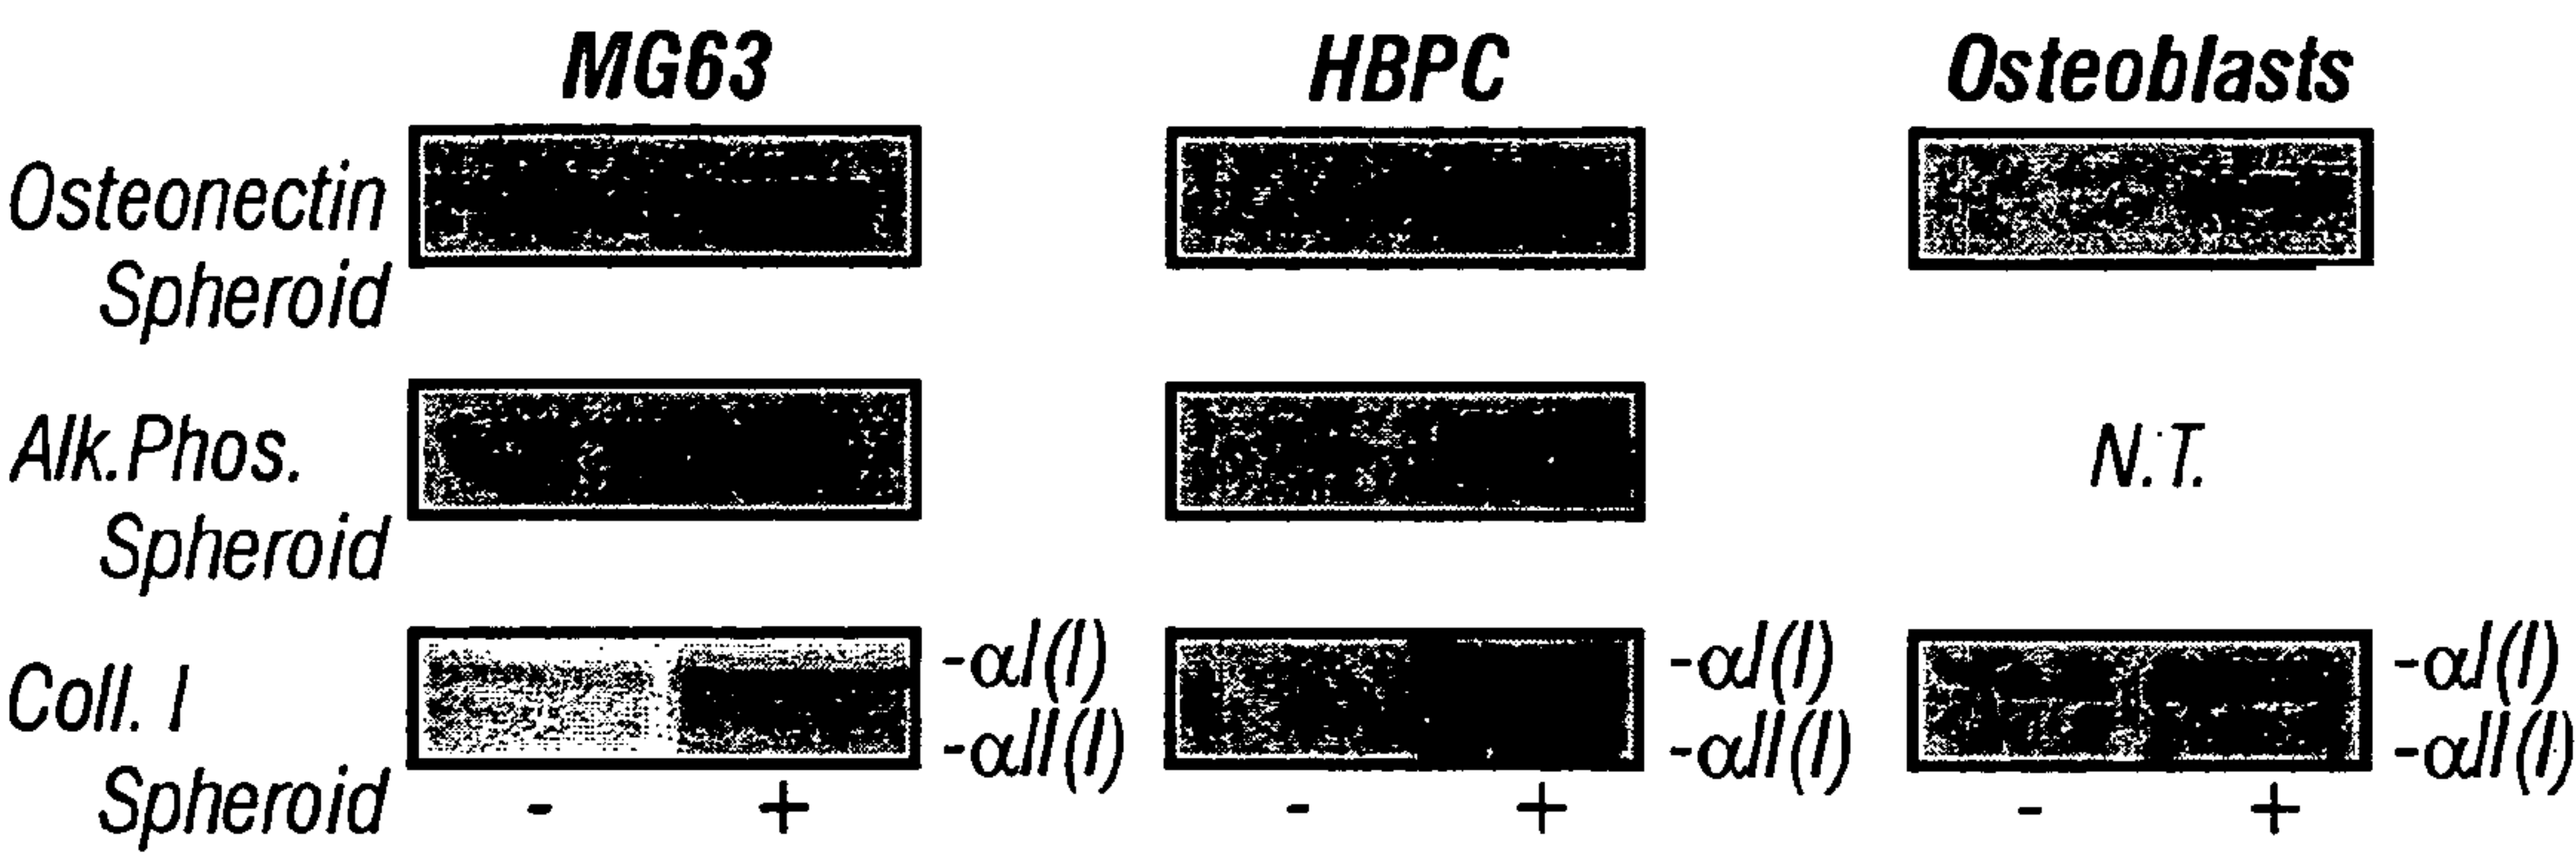 MG63 HBPC Osteoblasts
Osteonectin
Spheroid
Alk.Phos. N.T.
Spheroid
-αI(I) -αI(I) -αI(I)
Coll. I
-αII(I) -αII(I) -αII(I)
Spheroid - + - + - +